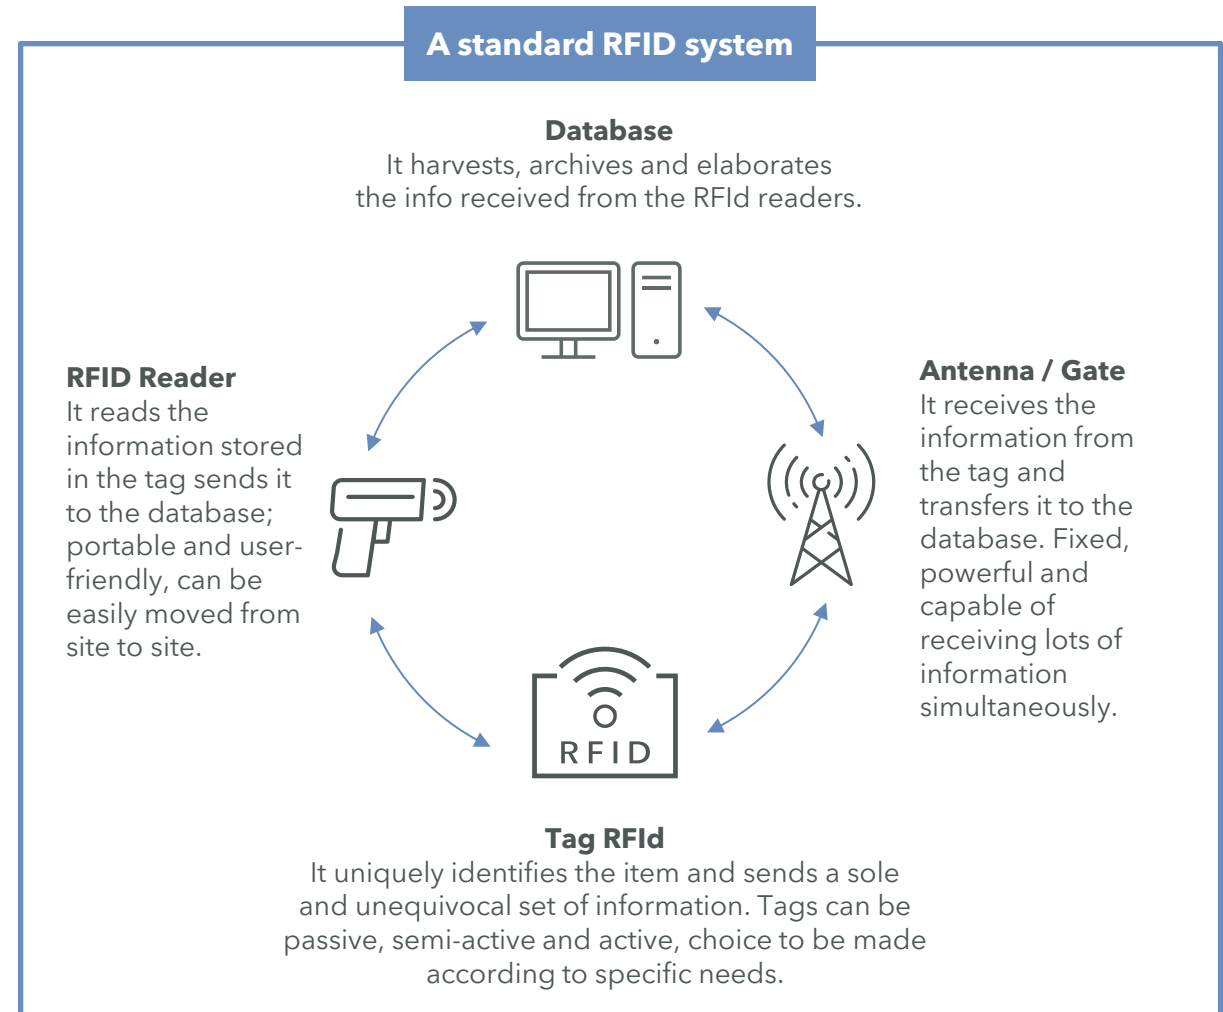 A standard RFID system
Database
It harvests, archives and elaborates
the info received from the RFId readers.
RFID Reader
It reads the
information stored
in the tag sends it
to the database;
portable and user-
friendly, can be
easily moved from
site to site.
Antenna / Gate
It receives the
information from
the tag and
transfers it to the
database. Fixed,
powerful and
capable of
receiving lots of
information
simultaneously.
RFID
Tag RFId
It uniquely identifies the item and sends a sole
and unequivocal set of information. Tags can be
passive, semi-active and active, choice to be made
according to specific needs.